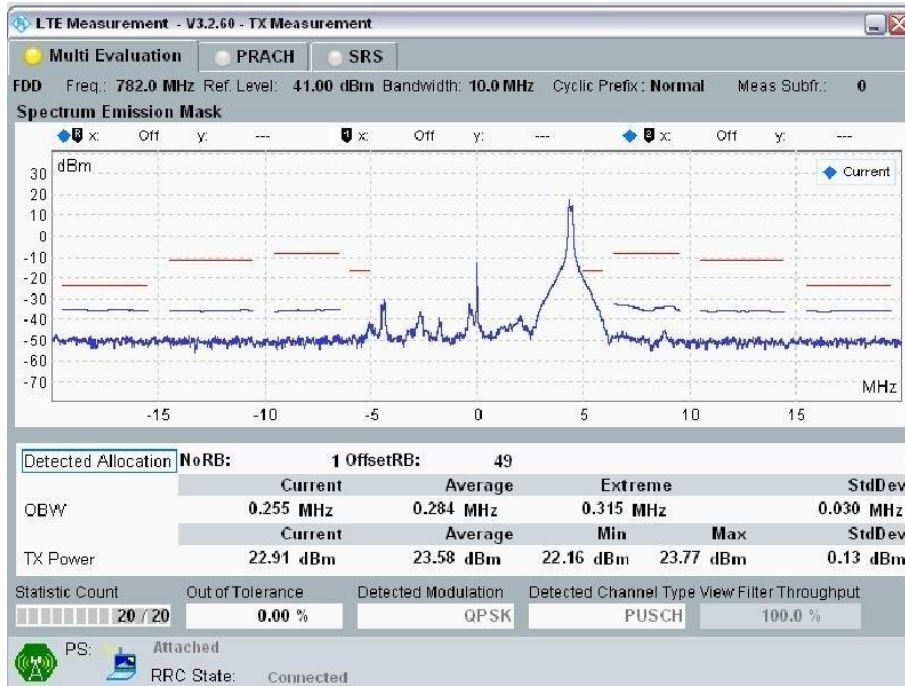 LTE Measurement - V3.2.60 - TX Measurement
Multi Evaluation PRACH SRS
FDD Freq.: 782.0 MHz Ref. Level: 41.00 dBm Bandwidth: 10.0 MHz Cyclic Prefix: Normal Meas Subfr.: 0
Spectrum Emission Mask
R x: Off y: --- 1 x: Off y: --- 2 x: Off y: ---
dBm
Current
30
20
10
0
-10
-20
-30
-40
-50
-60
-70
MHz
-15 -10 -5 0 5 10 15
Detected Allocation NoRB: 1 OffsetRB: 49
Current Average Extreme StdDev
OBW 0.255 MHz 0.284 MHz 0.315 MHz 0.030 MHz
Current Average Min Max StdDev
TX Power 22.91 dBm 23.58 dBm 22.16 dBm 23.77 dBm 0.13 dBm
Statistic Count Out of Tolerance Detected Modulation Detected Channel Type View Filter Throughput
20 / 20 0.00 % QPSK PUSCH 100.0 %
PS: Attached
RRC State: Connected